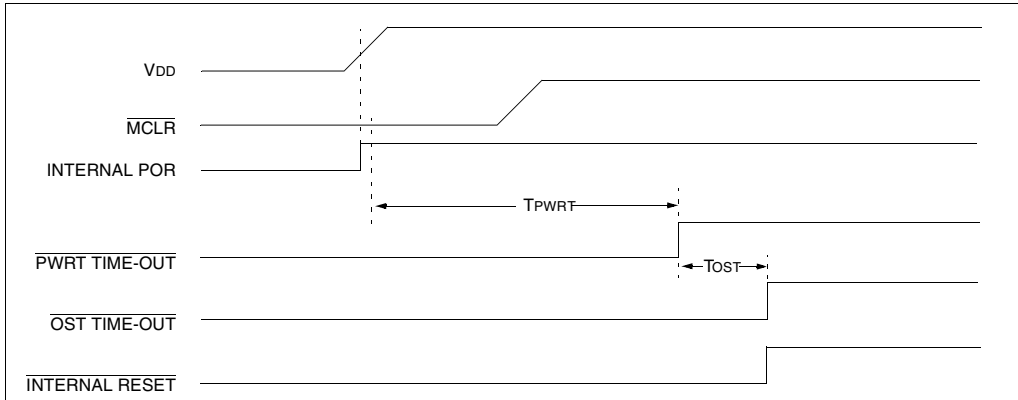 VDD
MCLR
INTERNAL POR
TPWRT
PWRT TIME-OUT
TOST
OST TIME-OUT
INTERNAL RESET